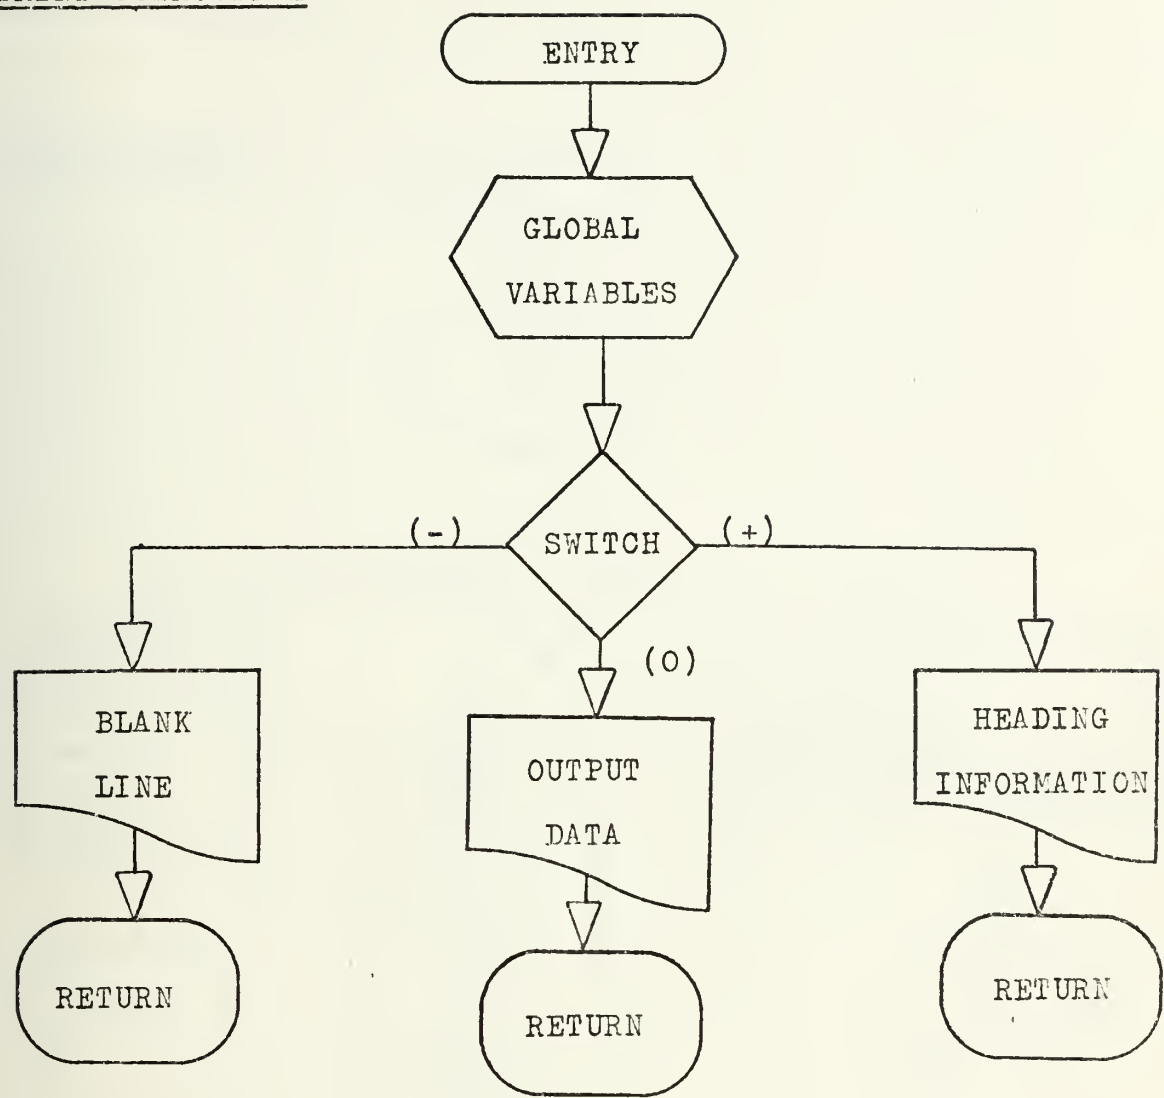 ENTRY
GLOBAL
VARIABLES
(-)
SWITCH
(+)
(0)
BLANK
LINE
OUTPUT
DATA
HEADING
INFORMATION
RETURN
RETURN
RETURN